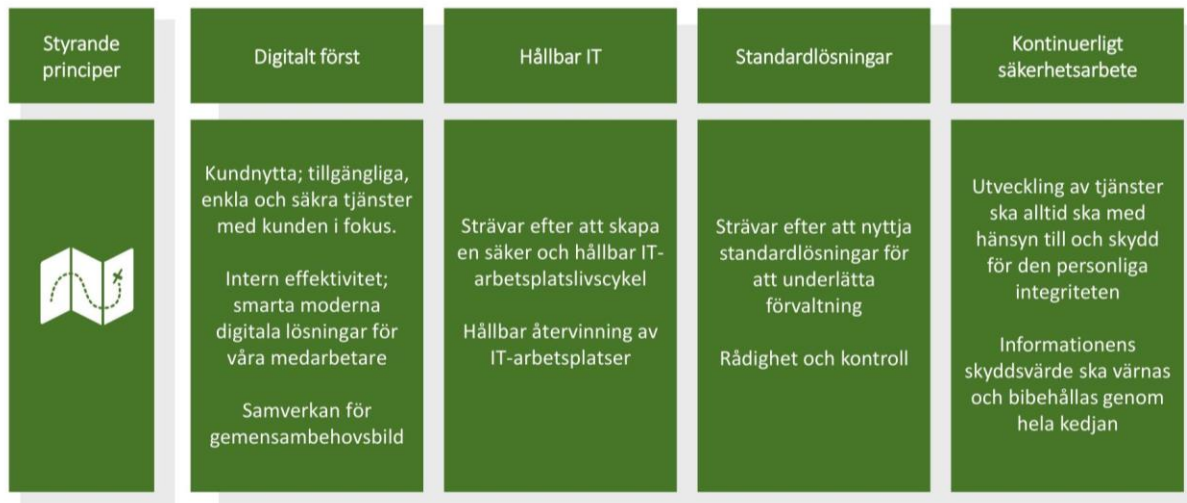 Styrande
principer
Digitalt först
Hållbar IT
Standardlösningar
Kontinuerligt
säkerhetsarbete
Kundnytta; tillgängliga,
enkla och säkra tjänster
med kunden i fokus.
Intern effektivitet;
smarta moderna
digitala lösningar för
våra medarbetare
Samverkan för
gemensambehovsbild
Strävar efter att skapa
en säker och hållbar IT-
arbetsplatslivscykel
Hållbar återvinning av
IT-arbetsplatser
Strävar efter att nyttja
standardlösningar för
att underlätta
förvaltning
Rådighet och kontroll
Utveckling av tjänster
ska alltid ska med
hänsyn till och skydd
för den personliga
integriteten
Informationens
skyddsvärde ska värnas
och bibehållas genom
hela kedjan